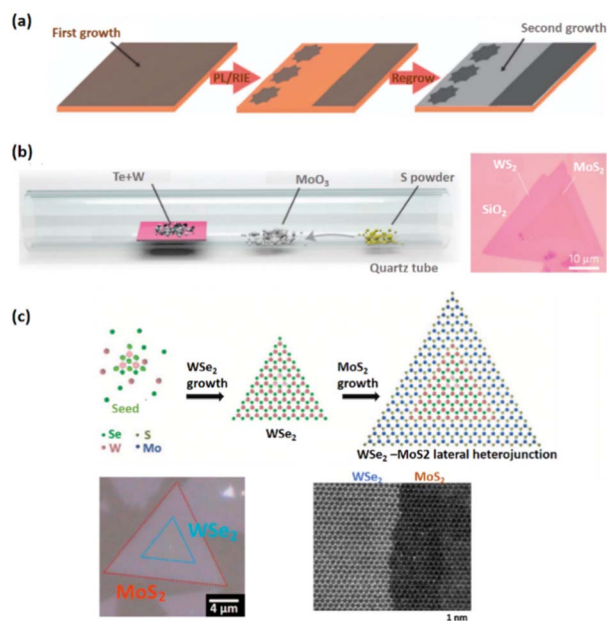 (a)
First growth
PL/RIE
Regrow
Second growth
(b)
Te+W
MoO₃
S powder
Quartz tube
WS₂
MoS₂
SiO₂
10 μm
(c)
Seed
Se
S
W
Mo
WSe₂
growth
WSe₂
MoS₂
growth
WSe₂ –MoS2 lateral heterojunction
WSe₂
MoS₂
4 μm
WSe₂
MoS₂
1 nm